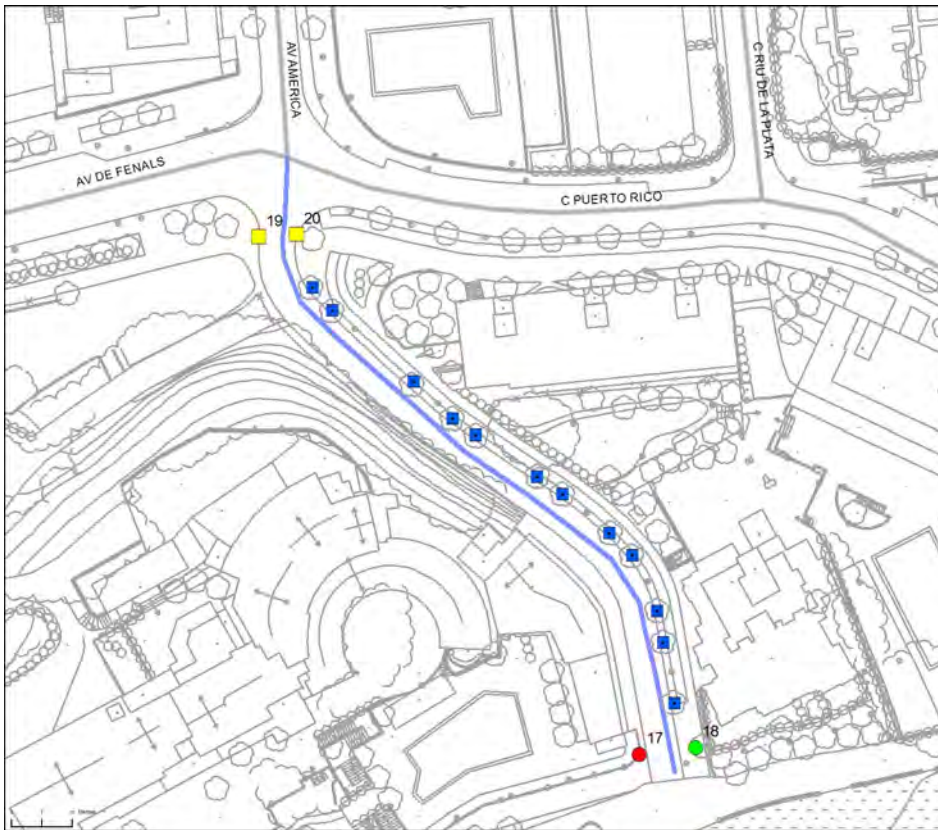 AV AMERICA
C RIU DE LA PLATA
AV DE FENALS
C PUERTO RICO
19
20
17
18